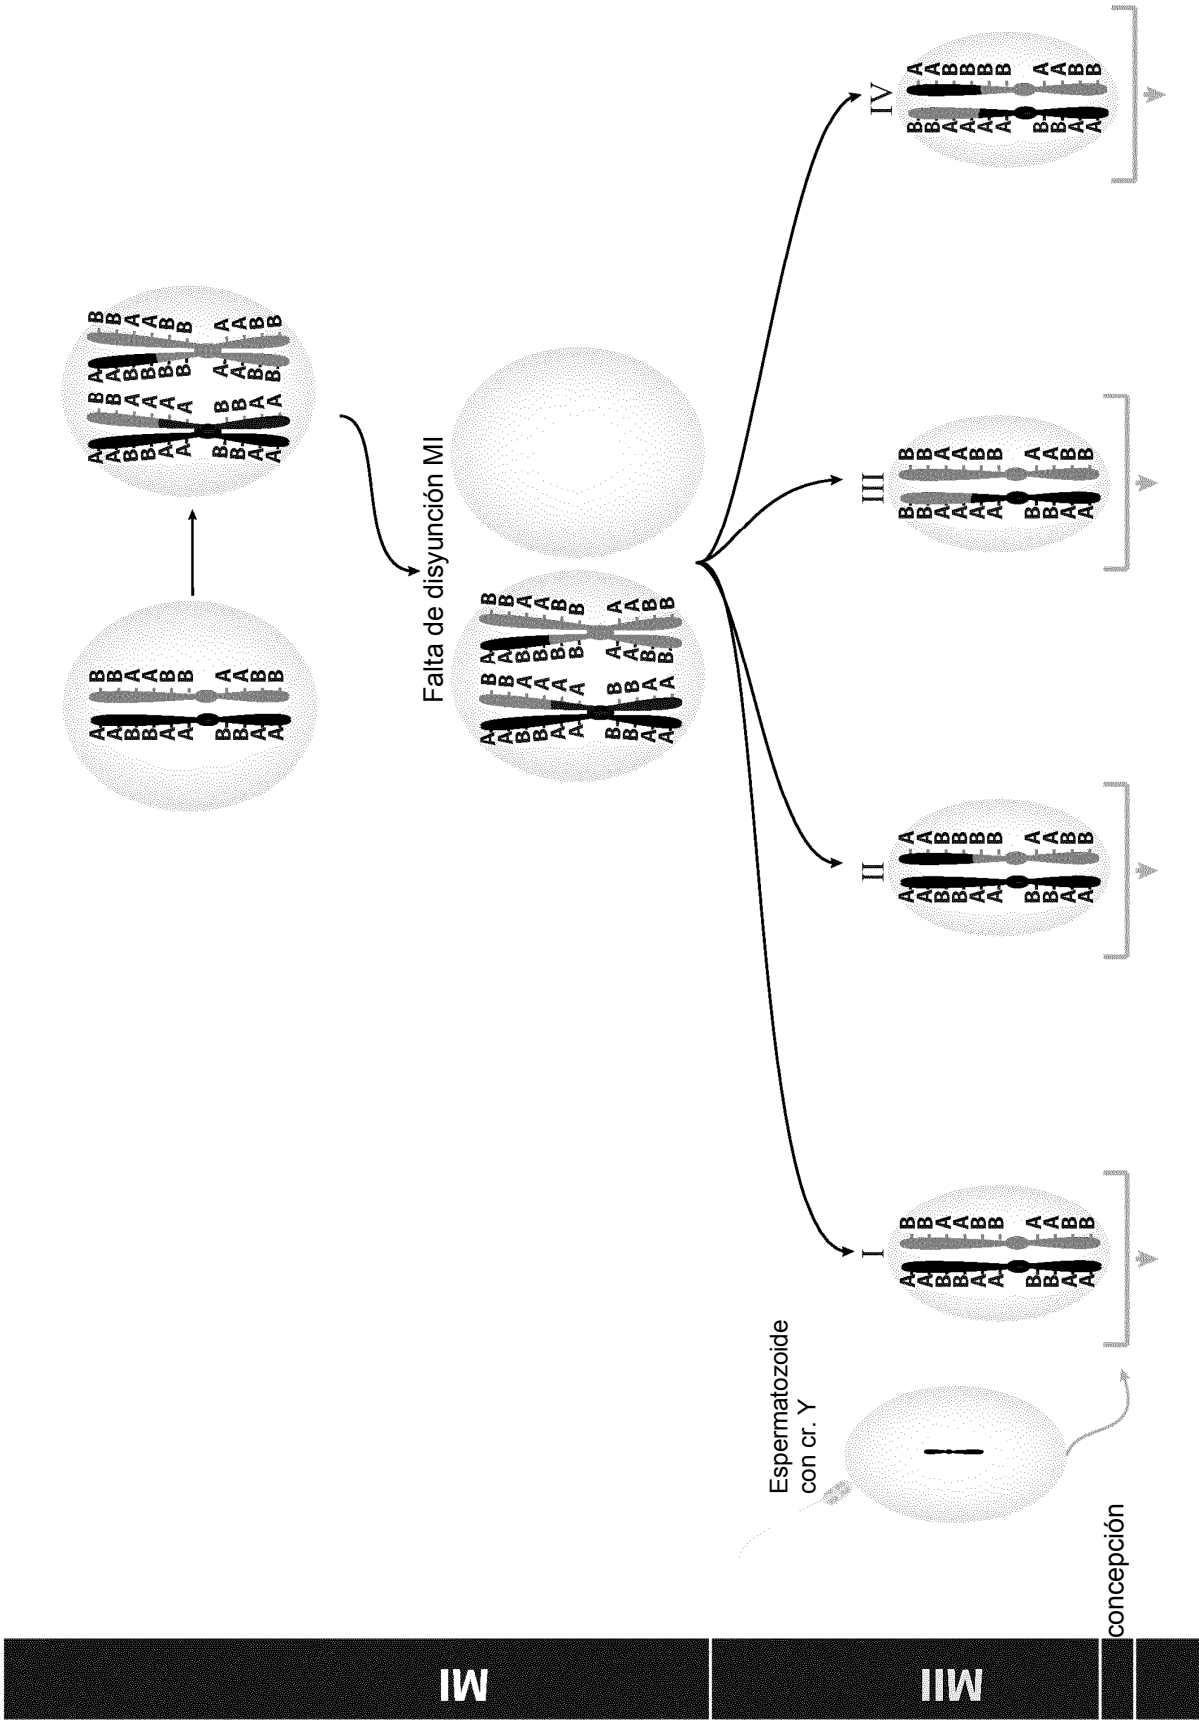 MI
A B A B A B
A B A B A B
B A B A B A
B A B A B A
A B A A B B
A B A A B B
B A B B A A
B A B B A A
A B A A B B
A B A A B B
Falta de disyunción MI
A B A B
A B A B
B A B A
B A B A
A A B B
A A B B
B B A A
B B A A
A A B B
A A B B
MII
Espermatozoide
con cr. Y
I II III IV
A B A A B B B A
A B A A B B B A
B A B B A A A B
B A B B A A A B
A B A B A B A B
A B A B A B A B
B A B A B A B A
B A B A B A B A
A B A B A B A B
A B A B A B A B
concepción